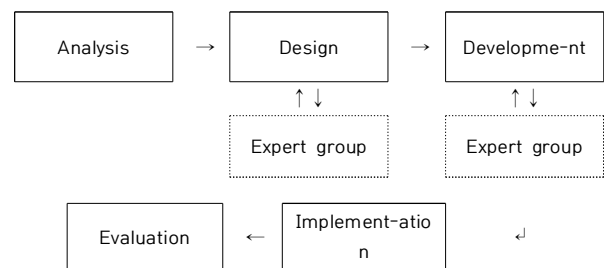 Analysis → Design → Developme-nt
↑ ↓ ↑ ↓
Expert group Expert group
Evaluation ← Implement-atio
n ↲